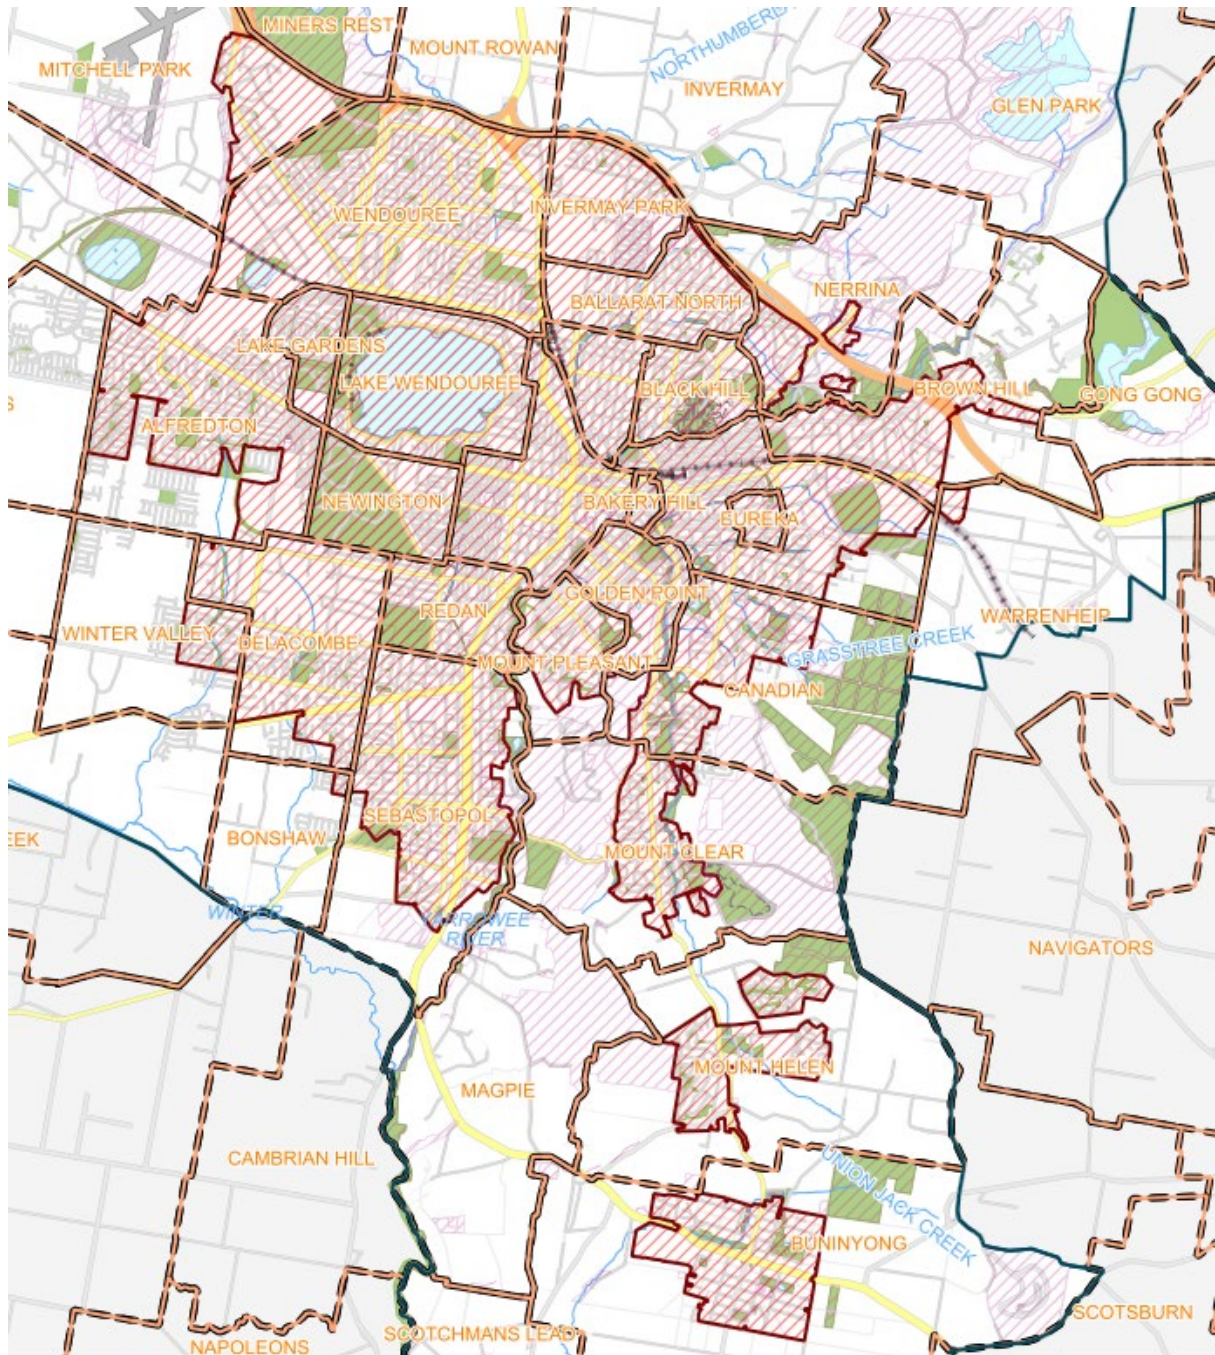 MINERS REST
MOUNT ROWAN
MITCHELL PARK
INVERMAY
GLEN PARK
WENDOUREE
INVERMAY PARK
NERRINA
BALLARAT NORTH
LAKE GARDENS
LAKE WENDOUREE
BLACK HILL
BROWN HILL
GONG GONG
S
ALFREDTON
NEWINGTON
BAKERY HILL
EUREKA
GOLDEN POINT
REDAN
WARRENHEIP
WINTER VALLEY
DELACOMBE
GRASSTREE CREEK
MOUNT PLEASANT
CANADIAN
SEBASTOPOL
EEK
BONSHAW
MOUNT CLEAR
WINTER
YARROWEE
RIVER
NAVIGATORS
MOUNT HELEN
MAGPIE
CAMBRIAN HILL
UNION JACK CREEK
BUNINYONG
SCOTSBURN
SCOTCHMANS LEAD
NAPOLEONS